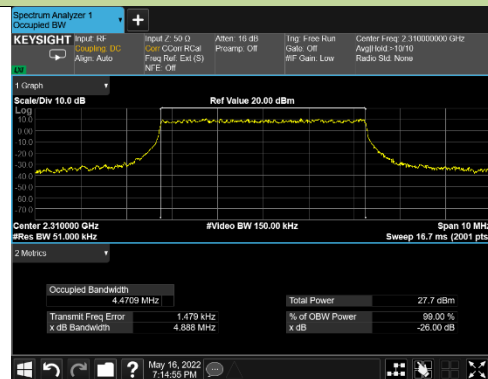 Spectrum Analyzer 1
Occupied BW
+
KEYSIGHT Input: RF Input Z: 50 Ω Atten: 16 dB Trig: Free Run Center Freq: 2.310000000 GHz
Coupling: DC Corr CCorr RCal Preamp: Off Gate: Off Avg|Hold:>10/10
Align: Auto Freq Ref: Ext (S) #IF Gain: Low Radio Std: None
NFE: Off
1 Graph
Scale/Div 10.0 dB Ref Value 20.00 dBm
Log
10.0
0.00
-10.0
-20.0
-30.0
-40.0
-50.0
-60.0
-70.0
Center 2.310000 GHz #Video BW 150.00 kHz Span 10 MHz
#Res BW 51.000 kHz Sweep 16.7 ms (2001 pts)
2 Metrics
Occupied Bandwidth
4.4709 MHz Total Power 27.7 dBm
Transmit Freq Error 1.479 kHz % of OBW Power 99.00 %
x dB Bandwidth 4.888 MHz x dB -26.00 dB
? May 16, 2022
7:14:55 PM